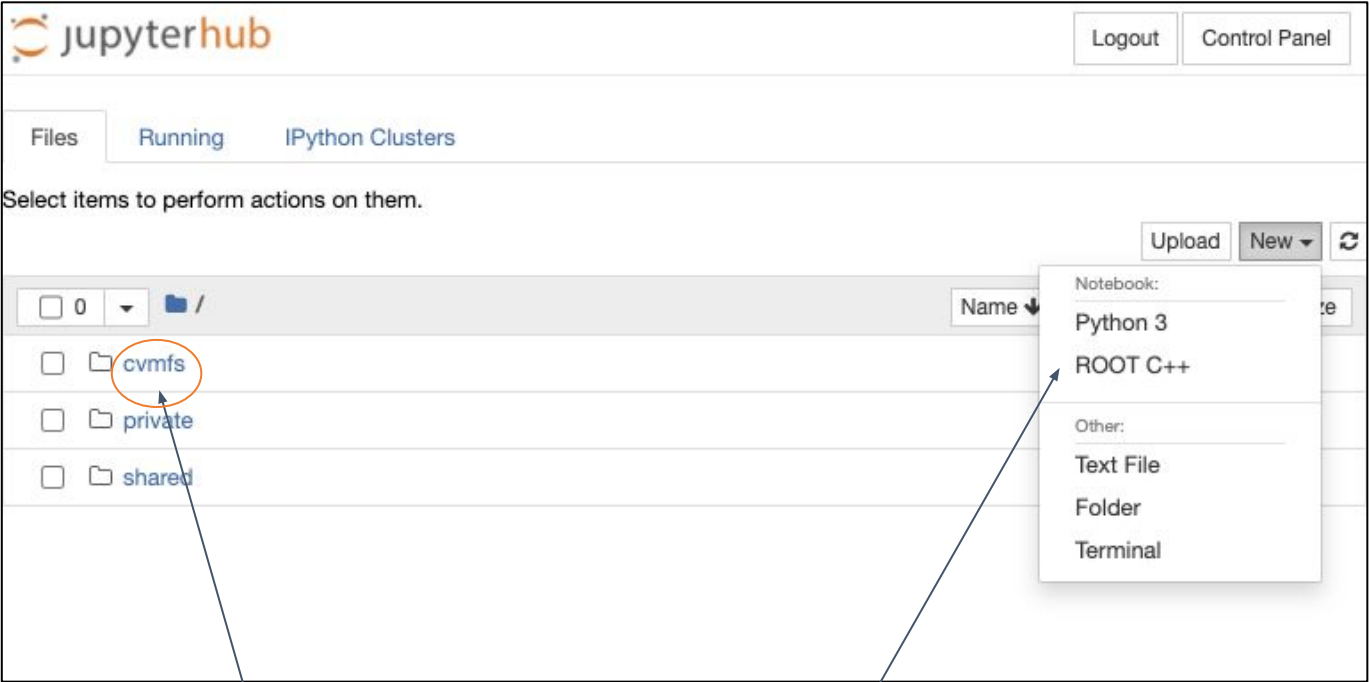 jupyterhub
Logout
Control Panel
Files
Running
IPython Clusters
Select items to perform actions on them.
Upload
New
0
/
Name
Notebook:
Python 3
ROOT C++
Other:
Text File
Folder
Terminal
cvmfs
private
shared